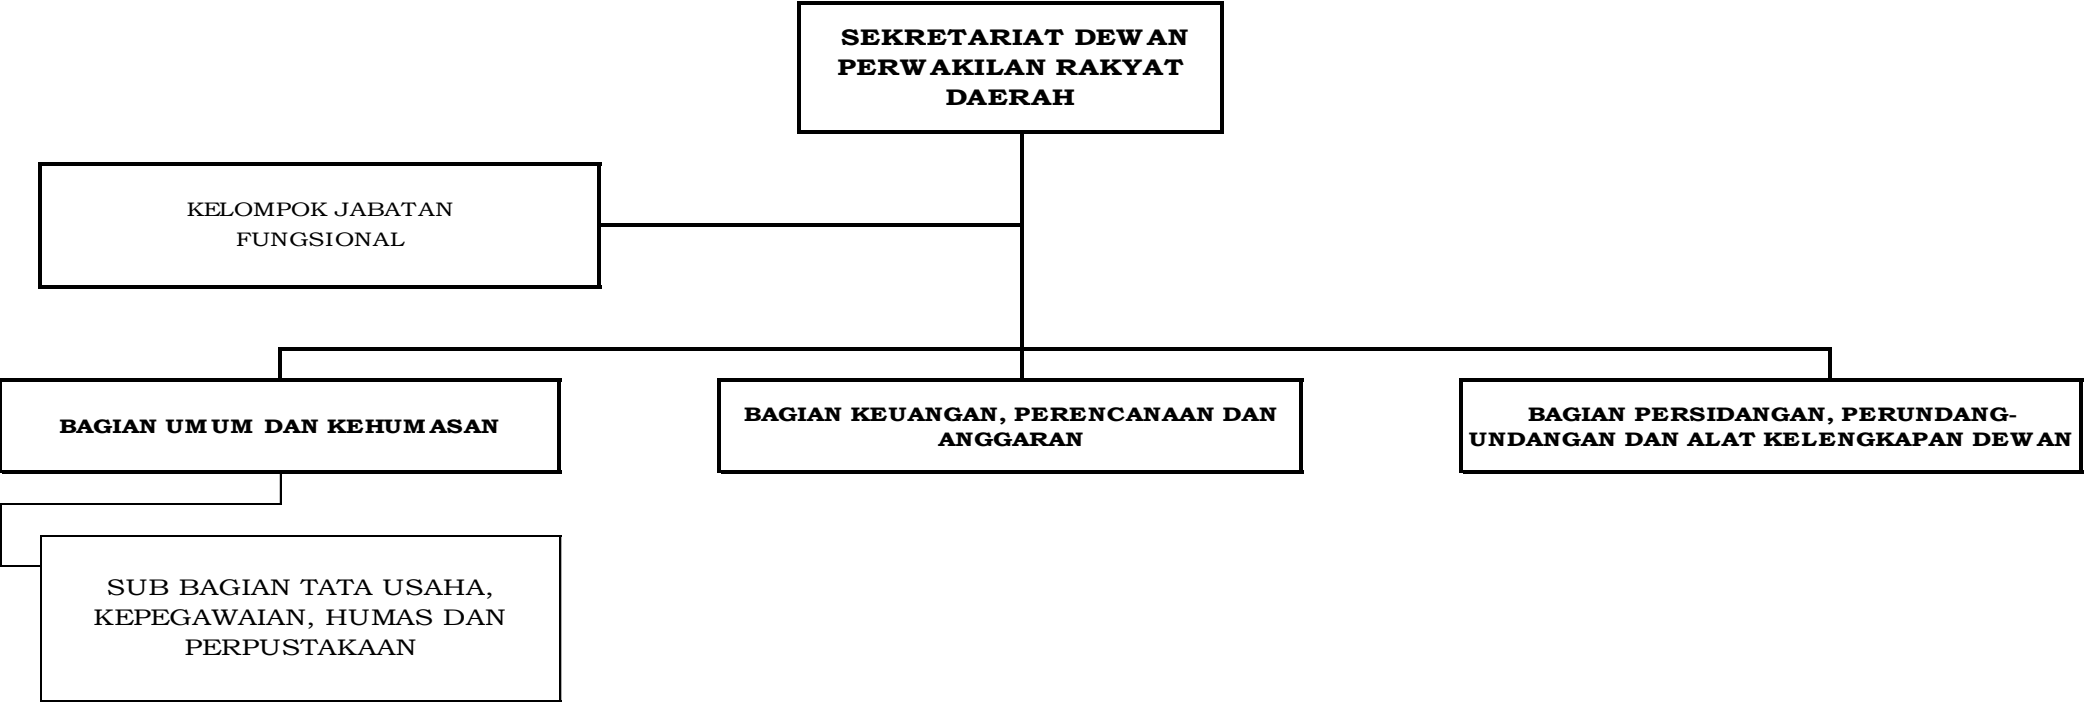 SEKRETARIAT DEWAN
PERWAKILAN RAKYAT
DAERAH
KELOMPOK JABATAN
FUNGSIONAL
BAGIAN UMUM DAN KEHUMASAN
BAGIAN KEUANGAN, PERENCANAAN DAN
ANGGARAN
BAGIAN PERSIDANGAN, PERUNDANG-
UNDANGAN DAN ALAT KELENGKAPAN DEWAN
SUB BAGIAN TATA USAHA,
KEPEGAWAIAN, HUMAS DAN
PERPUSTAKAAN